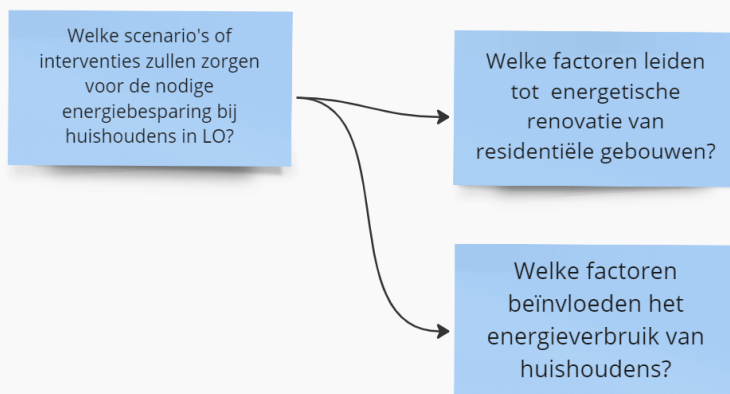 Welke scenario's of
interventies zullen zorgen
voor de nodige
energiebesparing bij
huishoudens in LO?
Welke factoren leiden
tot energetische
renovatie van
residentiële gebouwen?
Welke factoren
beïnvloeden het
energieverbruik van
huishoudens?